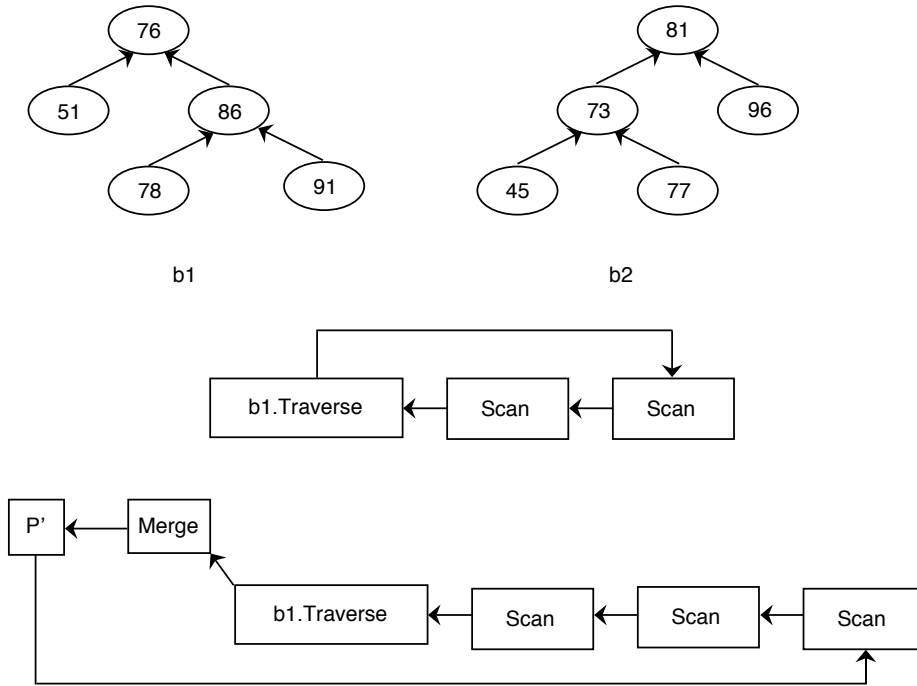 76
81
51
86
73
96
78
91
45
77
b1
b2
b1.Traverse
Scan
Scan
P’
Merge
b1.Traverse
Scan
Scan
Scan